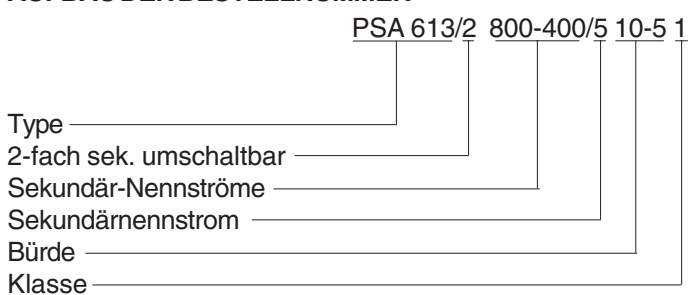 PSA 613/2 800-400/5 10-5 1
Type
2-fach sek. umschaltbar
Sekundär-Nennströme
Sekundärnennstrom
Bürde
Klasse